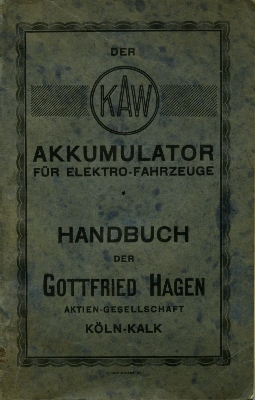 DER
KAW
AKKUMULATOR
FÜR ELEKTRO-FAHRZEUGE
HANDBUCH
DER
GOTTFRIED HAGEN
AKTIEN-GESELLSCHAFT
KÖLN-KALK